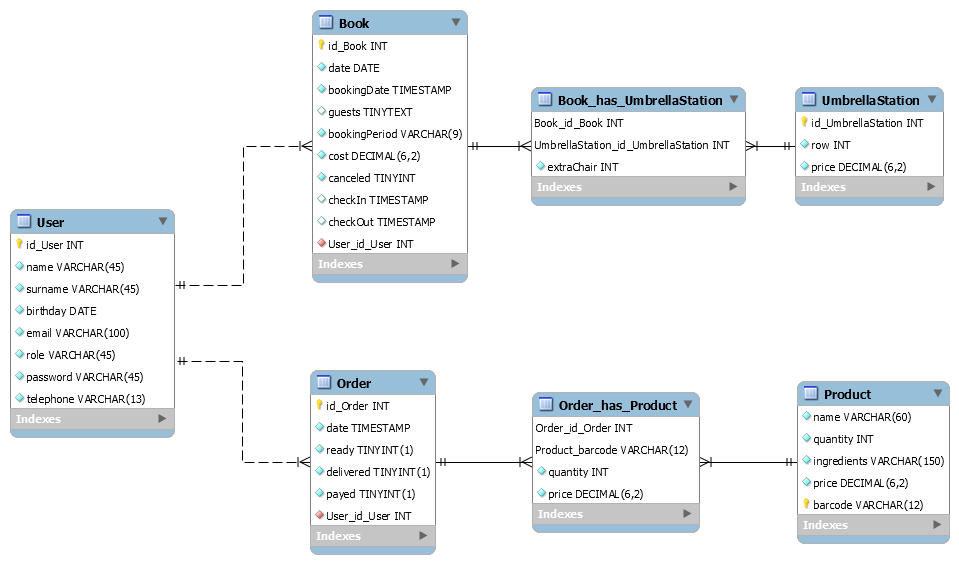 Book
id_Book INT
date DATE
bookingDate TIMESTAMP
guests TINYTEXT
bookingPeriod VARCHAR(9)
cost DECIMAL(6,2)
canceled TINYINT
checkIn TIMESTAMP
checkOut TIMESTAMP
User_id_User INT
Indexes
Book_has_UmbrellaStation
Book_id_Book INT
UmbrellaStation_id_UmbrellaStation INT
extraChair INT
Indexes
UmbrellaStation
id_UmbrellaStation INT
row INT
price DECIMAL(6,2)
Indexes
User
id_User INT
name VARCHAR(45)
surname VARCHAR(45)
birthday DATE
email VARCHAR(100)
role VARCHAR(45)
password VARCHAR(45)
telephone VARCHAR(13)
Indexes
Order
id_Order INT
date TIMESTAMP
ready TINYINT(1)
delivered TINYINT(1)
payed TINYINT(1)
User_id_User INT
Indexes
Order_has_Product
Order_id_Order INT
Product_barcode VARCHAR(12)
quantity INT
price DECIMAL(6,2)
Indexes
Product
name VARCHAR(60)
quantity INT
ingredients VARCHAR(150)
price DECIMAL(6,2)
barcode VARCHAR(12)
Indexes